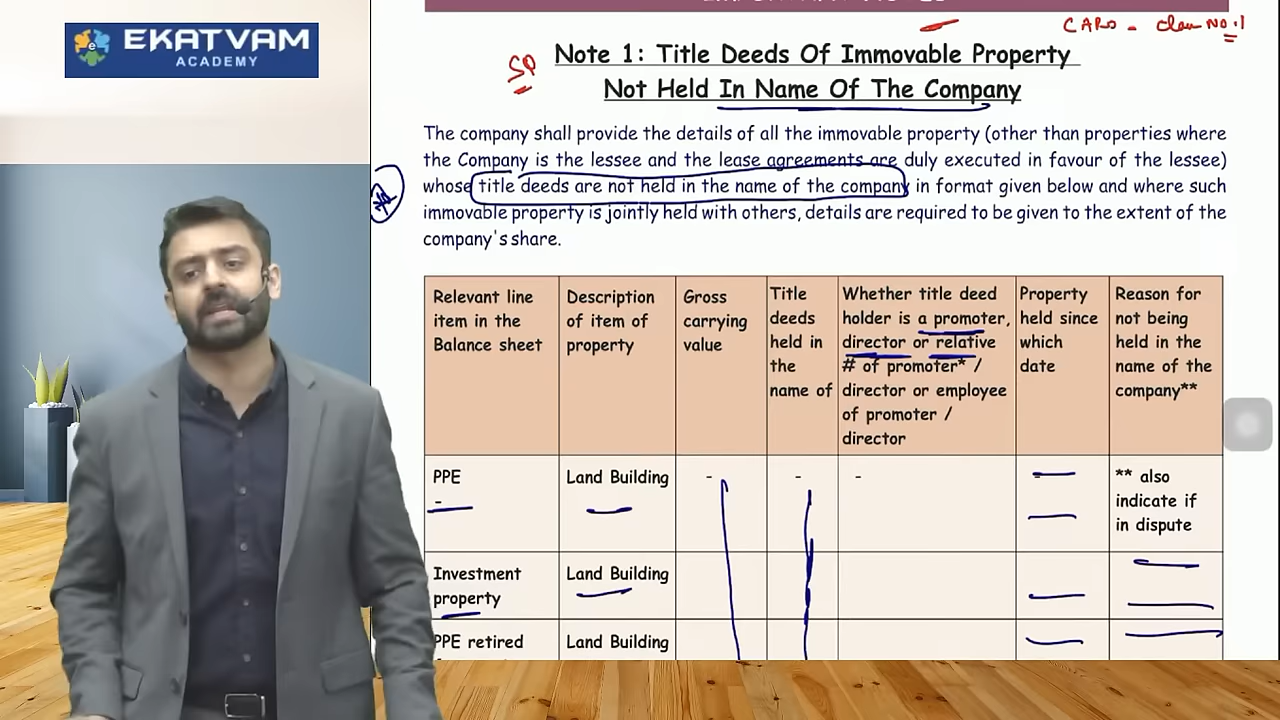 EKATVAM
ACADEMY
CARO - clause No. 1
SP
Note 1: Title Deeds Of Immovable Property
Not Held In Name Of The Company
The company shall provide the details of all the immovable property (other than properties where
the Company is the lessee and the lease agreements are duly executed in favour of the lessee)
whose title deeds are not held in the name of the company in format given below and where such
immovable property is jointly held with others, details are required to be given to the extent of the
company's share.
Relevant line
item in the
Balance sheet
Description
of item of
property
Gross
carrying
value
Title
deeds
held in
the
name of
Whether title deed
holder is a promoter,
director or relative
# of promoter* /
director or employee
of promoter /
director
Property
held since
which
date
Reason for
not being
held in the
name of the
company**
PPE
-
Land Building
-
-
-
-
** also
indicate if
in dispute
Investment
property
Land Building
PPE retired
Land Building